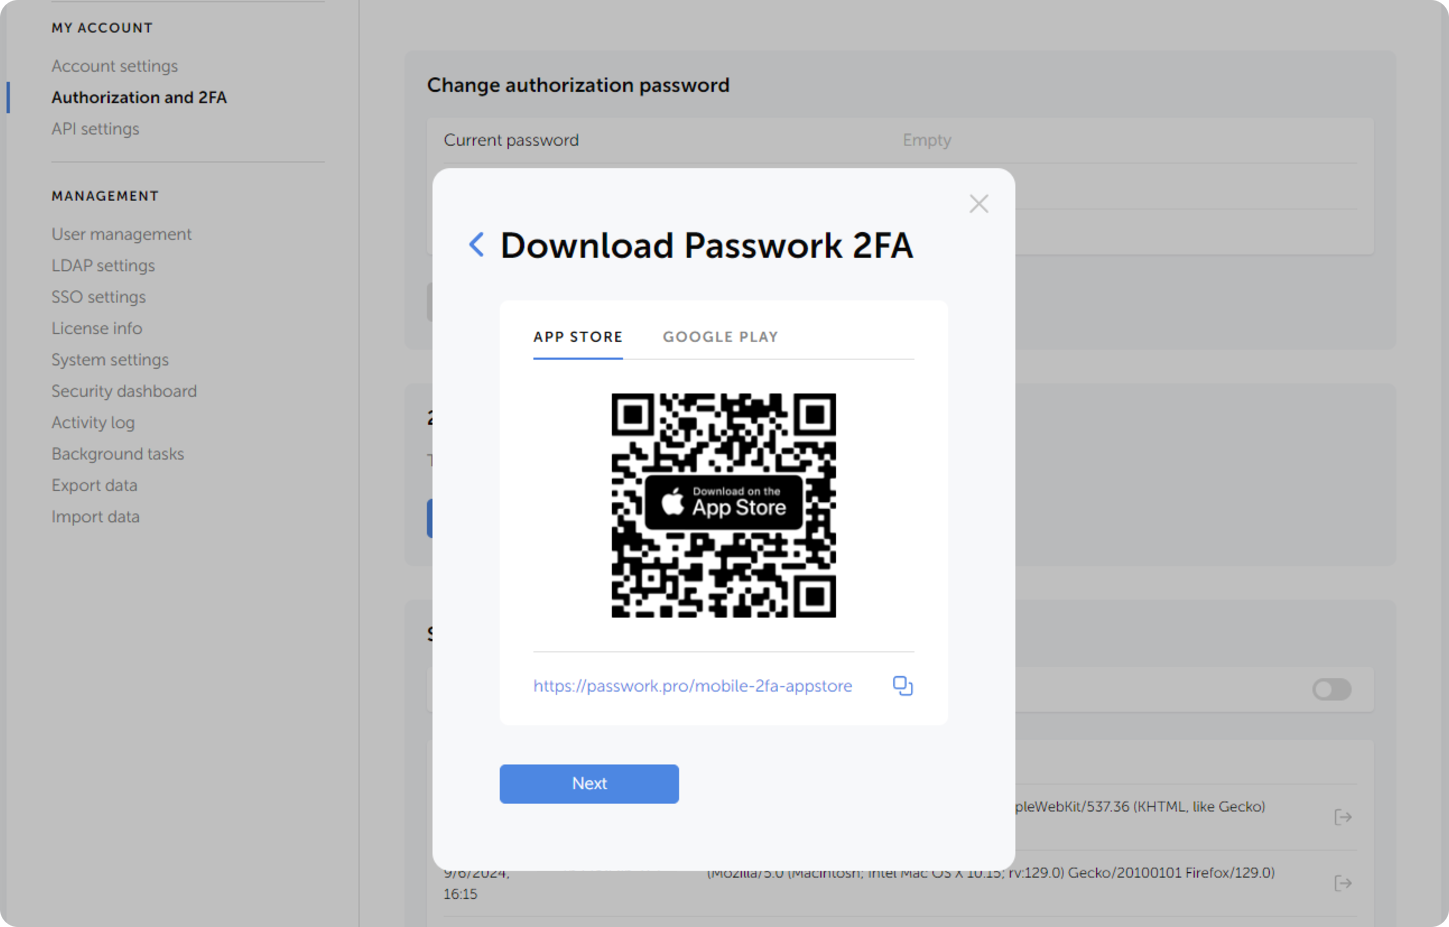 MY ACCOUNT
Account settings
Authorization and 2FA
API settings
MANAGEMENT
User management
LDAP settings
SSO settings
License info
System settings
Security dashboard
Activity log
Background tasks
Export data
Import data
Change authorization password
Current password
Empty
Download Passwork 2FA
APP STORE
GOOGLE PLAY
Download on the
App Store
https://passwork.pro/mobile-2fa-appstore
Next
pleWebKit/537.36 (KHTML, like Gecko)
9/6/2024,
16:15
(Mozilla/5.0 (Macintosh; Intel Mac OS X 10.15; rv:129.0) Gecko/20100101 Firefox/129.0)